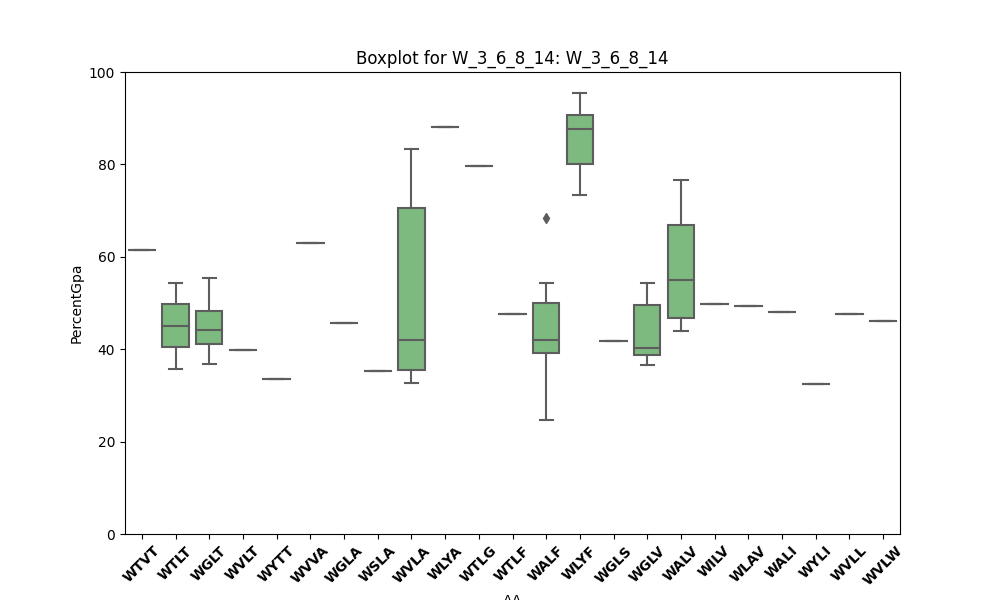 Boxplot for W_3_6_8_14: W_3_6_8_14
100
80
60
40
20
0
PercentGpa
WTVT WTLT WGLT WVLT WYTT WVVA WGLA WSLA WVLA WLYA WTLG WTLF WALF WLYF WGLS WGLV WALV WILV WLAV WALI WYLI WVLL WVLW
AA